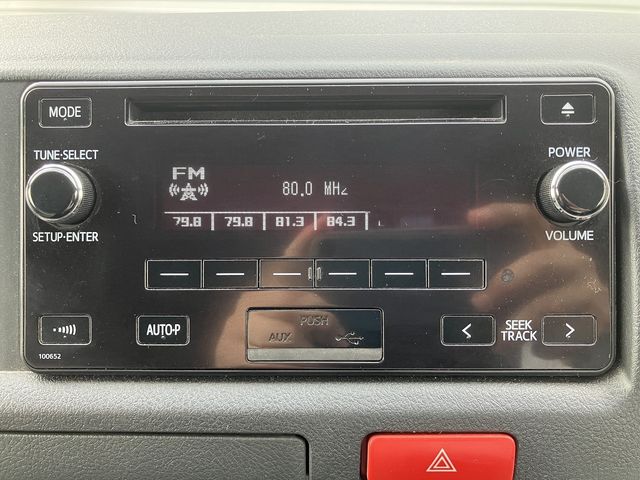 MODE
TUNE·SELECT
SETUP·ENTER
FM
80.0 MHz
79.8 79.8 81.3 84.3
POWER
VOLUME
AUTO·P
PUSH
AUX
SEEK
TRACK
100652